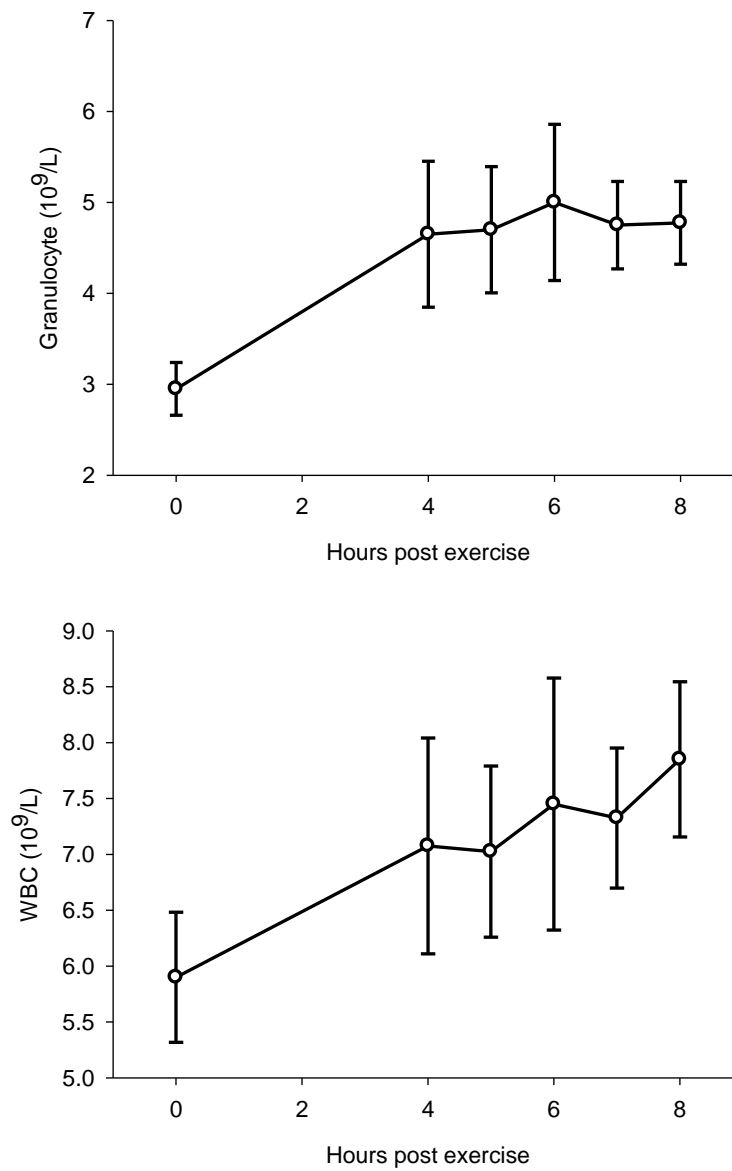 7
6
5
4
3
2
Granulocyte (10⁹/L)
0 2 4 6 8
Hours post exercise
9.0
8.5
8.0
7.5
7.0
6.5
6.0
5.5
5.0
WBC (10⁹/L)
0 2 4 6 8
Hours post exercise